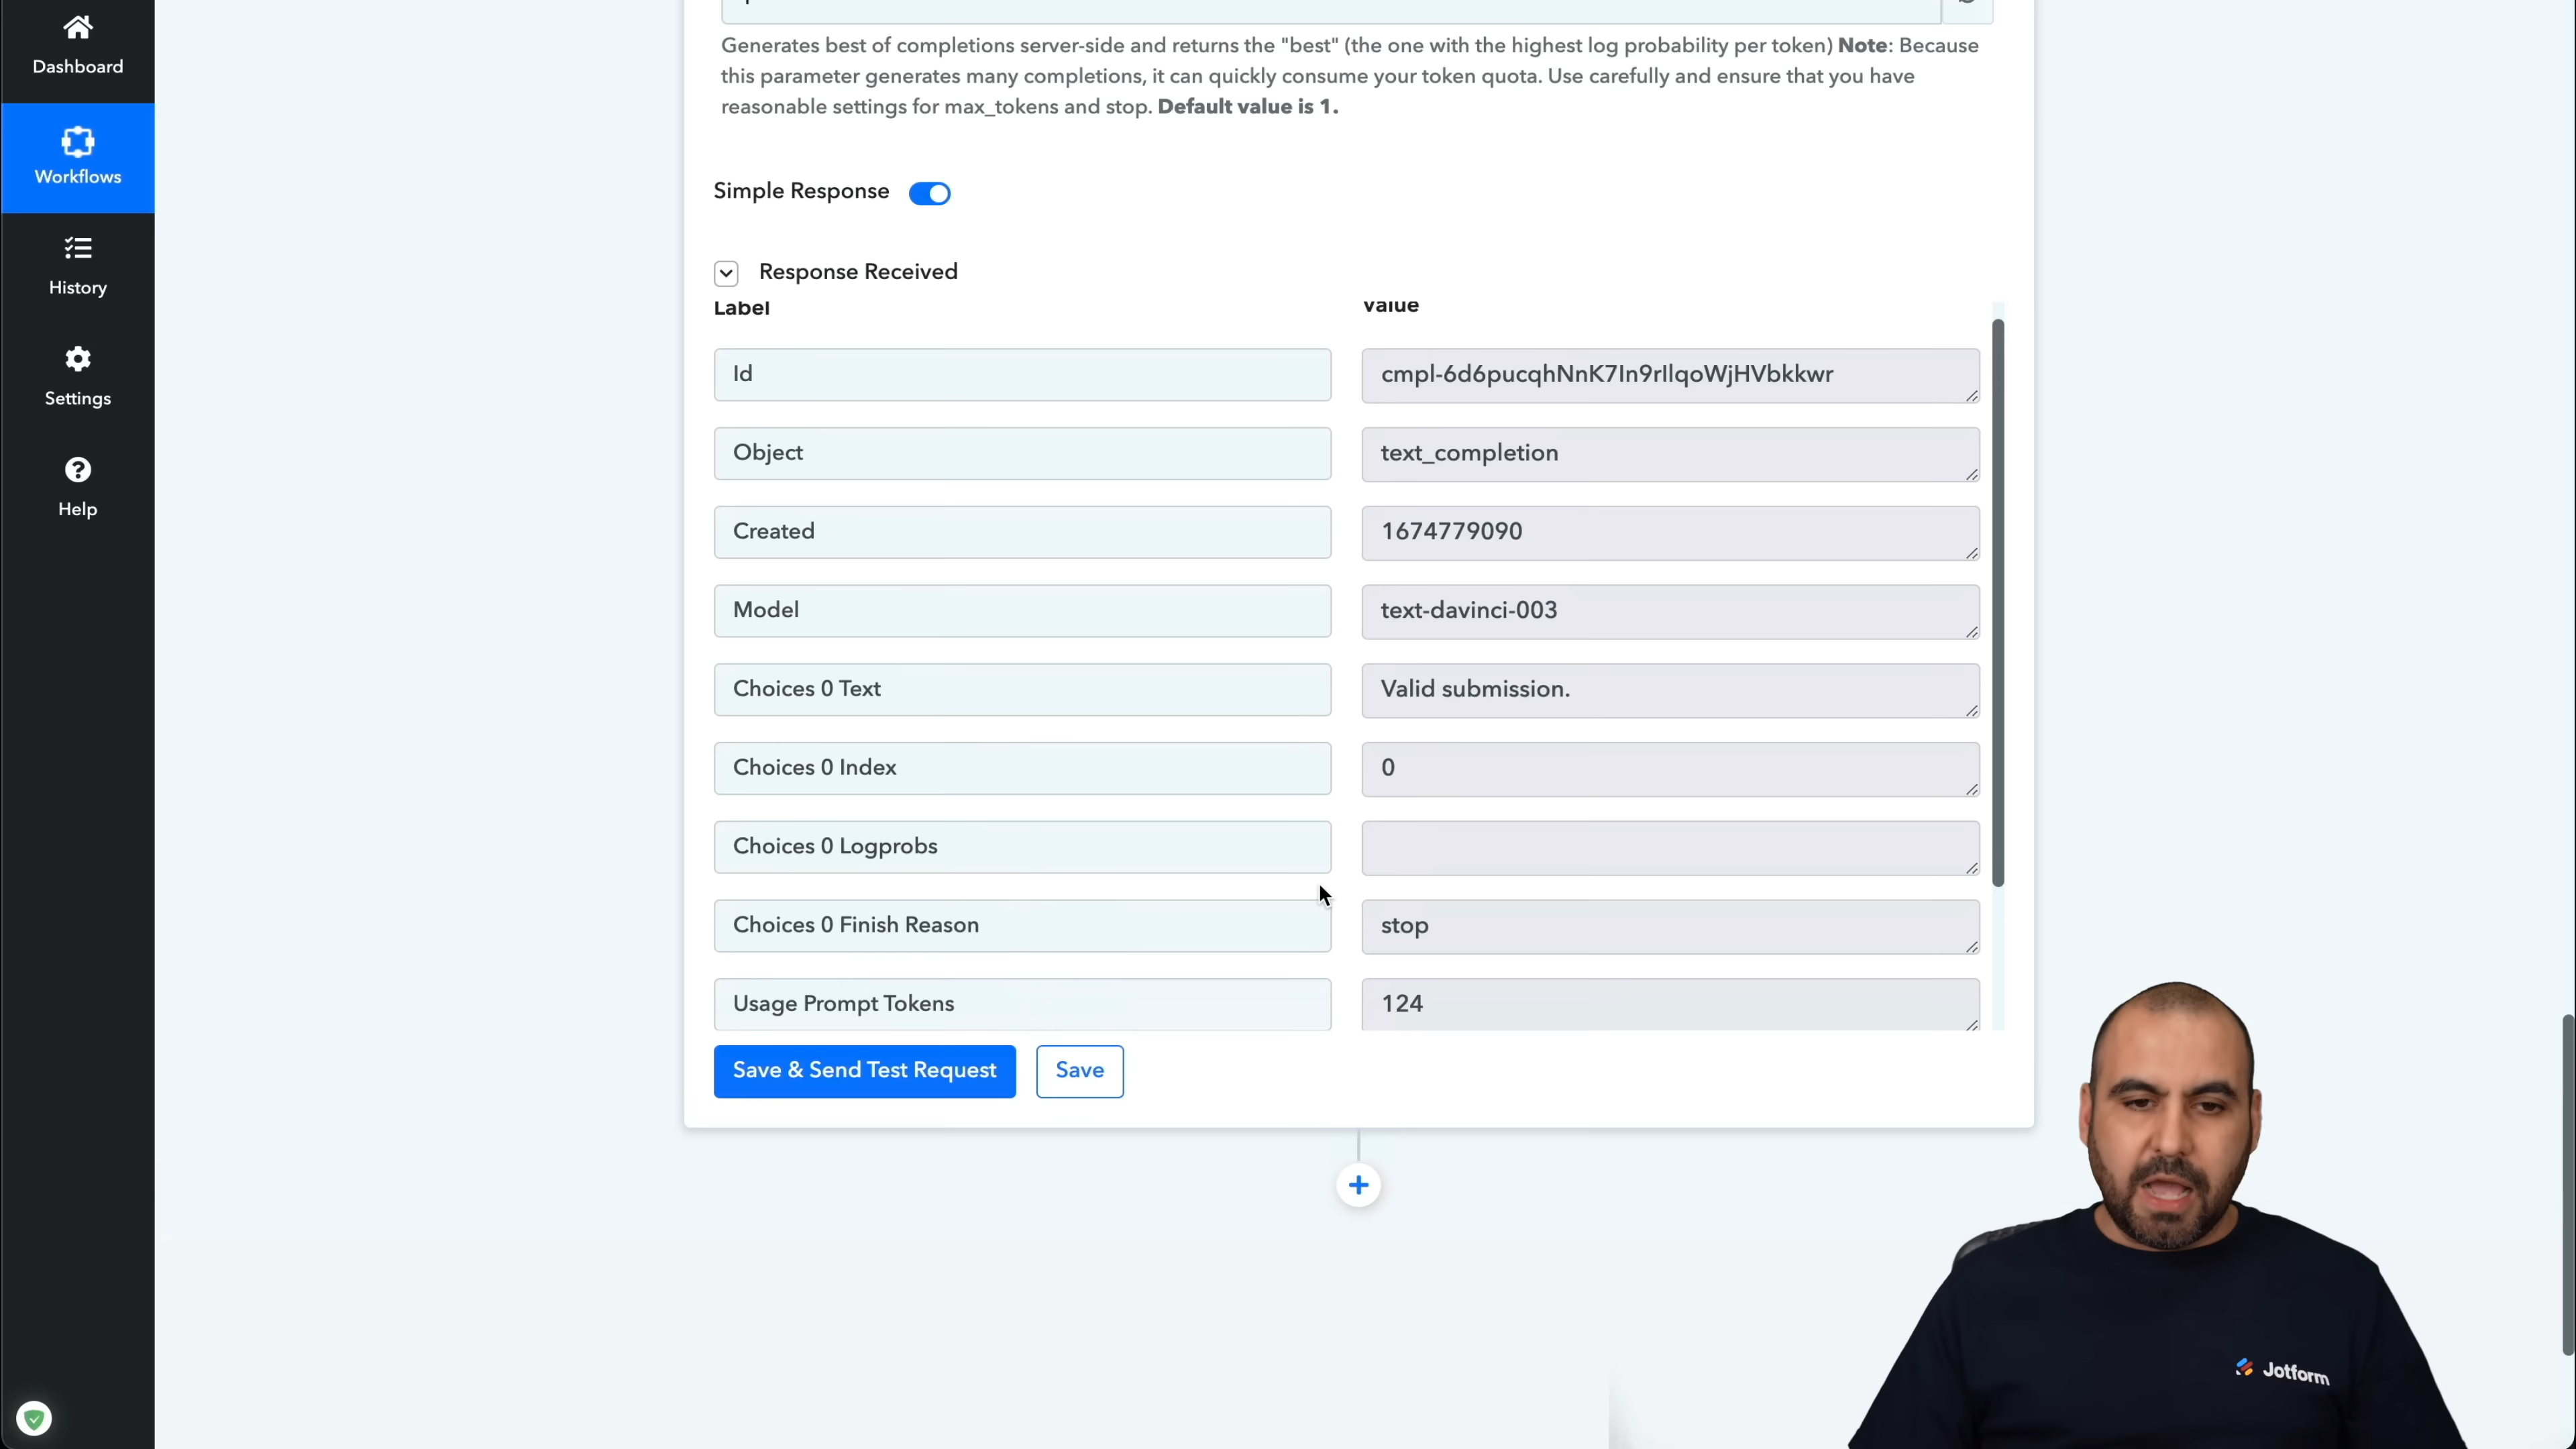 Dashboard
Workflows
History
Settings
Help
Generates best of completions server-side and returns the "best" (the one with the highest log probability per token) Note: Because
this parameter generates many completions, it can quickly consume your token quota. Use carefully and ensure that you have
reasonable settings for max_tokens and stop. Default value is 1.
Simple Response
Response Received
Label Value
Id cmpl-6d6pucqhNnK7In9rIlqoWjHVbkkwr
Object text_completion
Created 1674779090
Model text-davinci-003
Choices 0 Text Valid submission.
Choices 0 Index 0
Choices 0 Logprobs
Choices 0 Finish Reason stop
Usage Prompt Tokens 124
Save & Send Test Request Save
Jotform